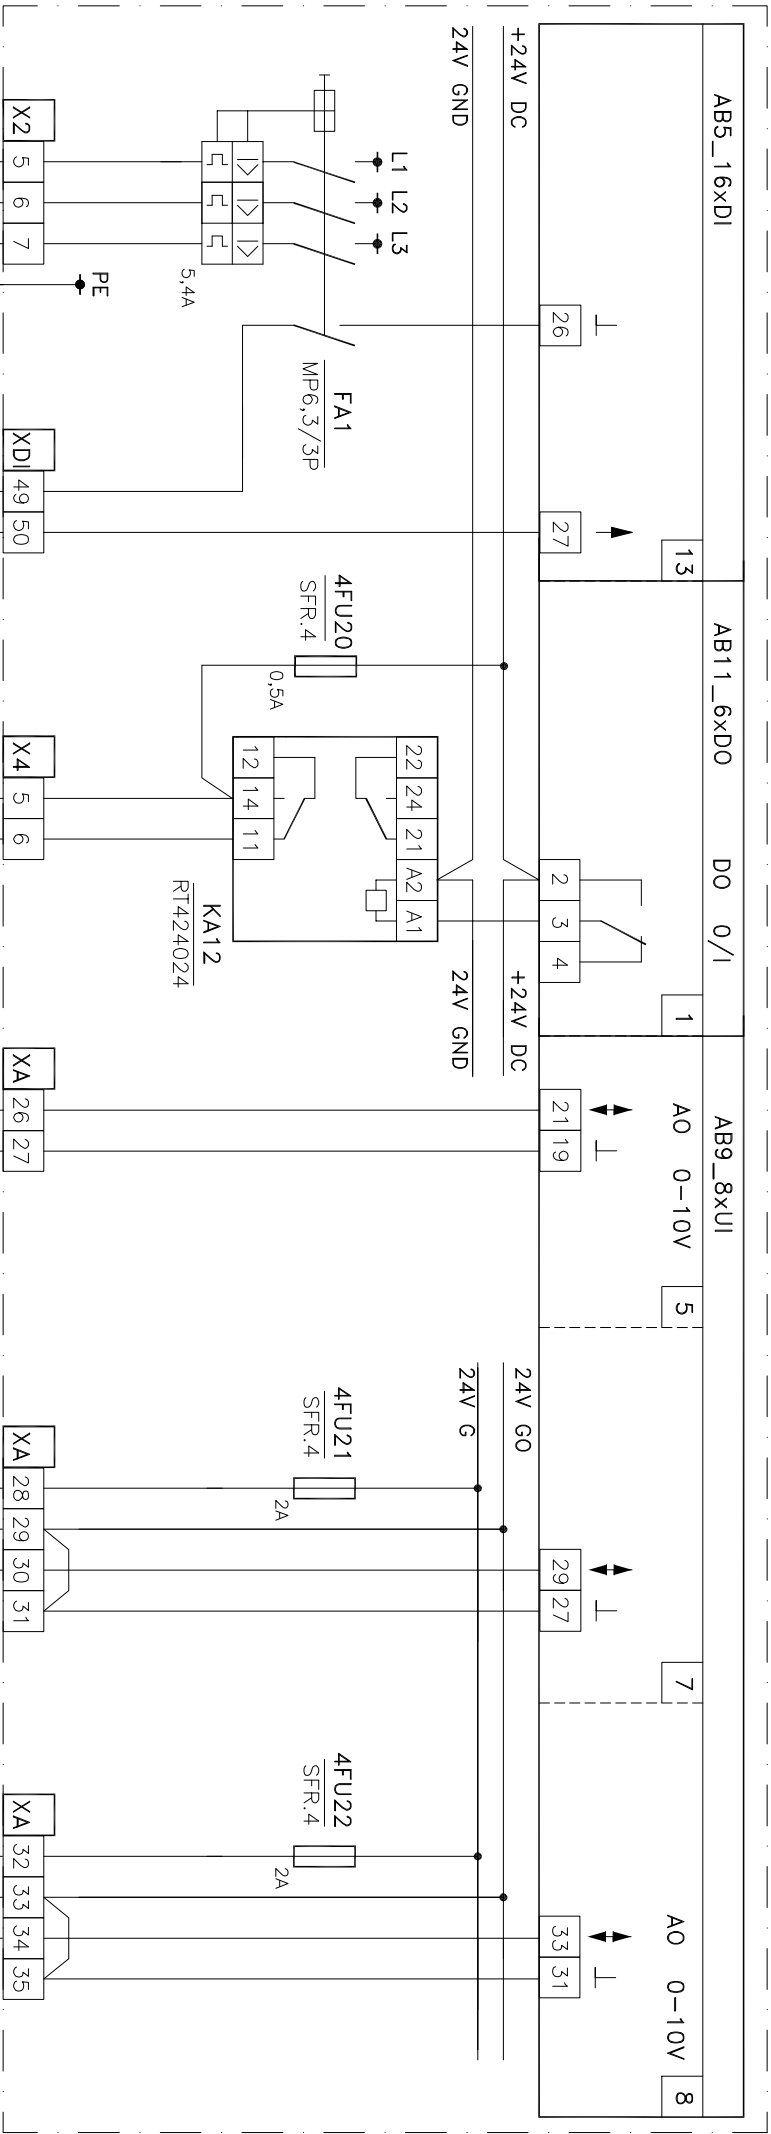 AB5_16xDI
AB11_6xDO
DO 0/I
AB9_8xUI
13
1
AO 0-10V
5
7
AO 0-10V
8
26
27
2
3
4
21
19
29
27
33
31
+24V DC
24V GND
+24V DC
24V GND
24V GO
24V G
L1
L2
L3
5,4A
PE
FA1
MP6,3/3P
4FU20
SFR.4
0,5A
22
24
21
A2
A1
12
14
11
KA12
RT424024
4FU21
SFR.4
2A
4FU22
SFR.4
2A
X2
5
6
7
XDI
49
50
X4
5
6
XA
26
27
XA
28
29
30
31
XA
32
33
34
35